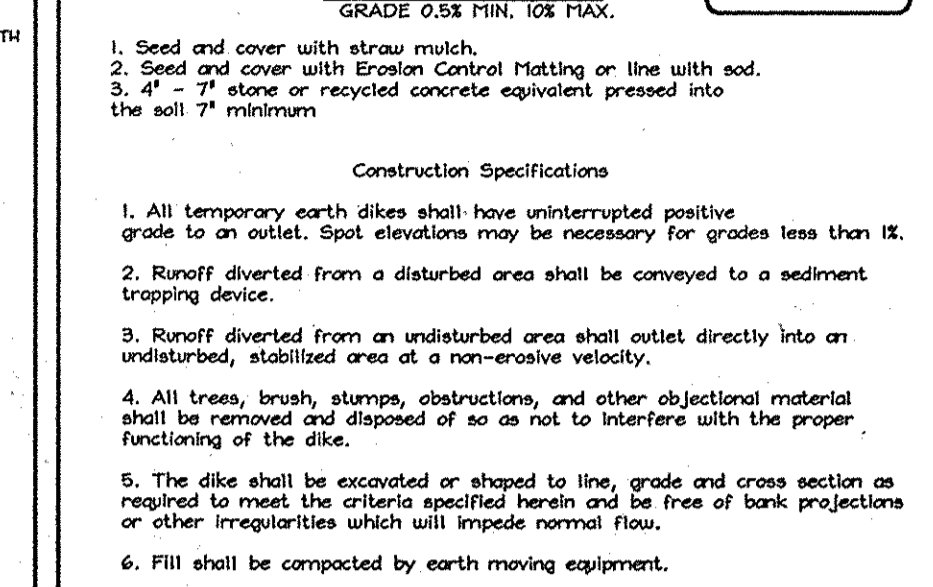 GRADE 0.5% MIN. 10% MAX.
TH
1. Seed and cover with straw mulch.
2. Seed and cover with Erosion Control Matting or line with sod.
3. 4" - 7" stone or recycled concrete equivalent pressed into
the soil 7" minimum
Construction Specifications
1. All temporary earth dikes shall have uninterrupted positive
grade to an outlet. Spot elevations may be necessary for grades less than 1%.
2. Runoff diverted from a disturbed area shall be conveyed to a sediment
trapping device.
3. Runoff diverted from an undisturbed area shall outlet directly into an
undisturbed, stabilized area at a non-erosive velocity.
4. All trees, brush, stumps, obstructions, and other objectional material
shall be removed and disposed of so as not to interfere with the proper
functioning of the dike.
5. The dike shall be excavated or shaped to line, grade and cross section as
required to meet the criteria specified herein and be free of bank projections
or other irregularities which will impede normal flow.
6. Fill shall be compacted by earth moving equipment.